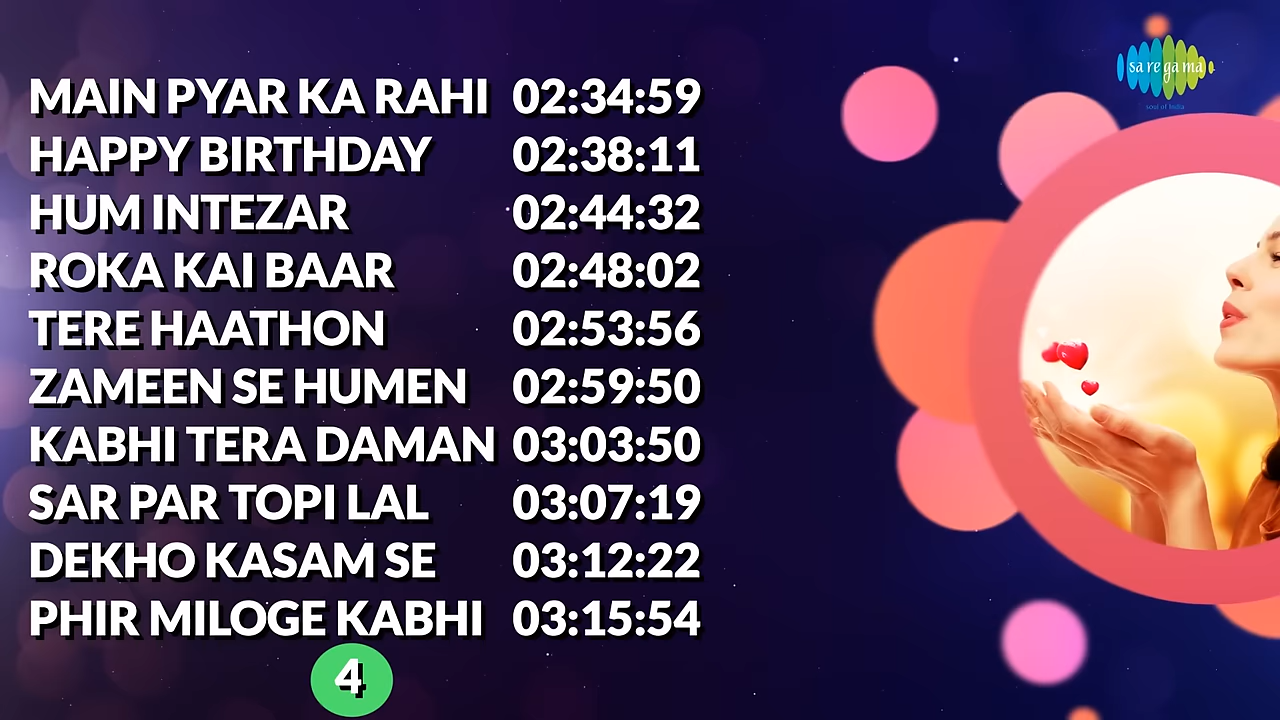 MAIN PYAR KA RAHI 02:34:59
HAPPY BIRTHDAY 02:38:11
HUM INTEZAR 02:44:32
ROKA KAI BAAR 02:48:02
TERE HAATHON 02:53:56
ZAMEEN SE HUMEN 02:59:50
KABHI TERA DAMAN 03:03:50
SAR PAR TOPI LAL 03:07:19
DEKHO KASAM SE 03:12:22
PHIR MILOGE KABHI 03:15:54
4
sa re ga ma
soul of India